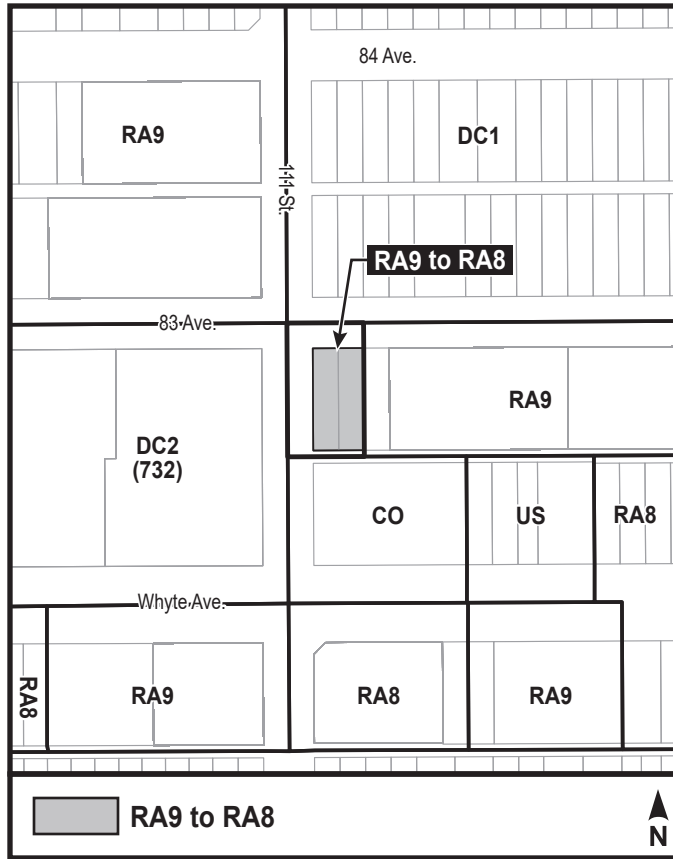 84 Ave.
RA9
DC1
111 St.
RA9 to RA8
83 Ave.
RA9
DC2
(732)
CO
US
RA8
Whyte Ave.
RA8
RA9
RA8
RA9
RA9 to RA8
N